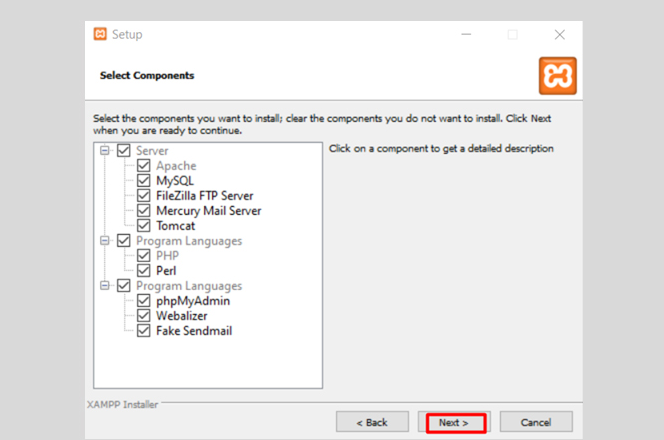 Setup
Select Components
Select the components you want to install; clear the components you do not want to install. Click Next
when you are ready to continue.
Click on a component to get a detailed description
Server
Apache
MySQL
FileZilla FTP Server
Mercury Mail Server
Tomcat
Program Languages
PHP
Perl
Program Languages
phpMyAdmin
Webalizer
Fake Sendmail
XAMPP Installer
< Back
Next >
Cancel